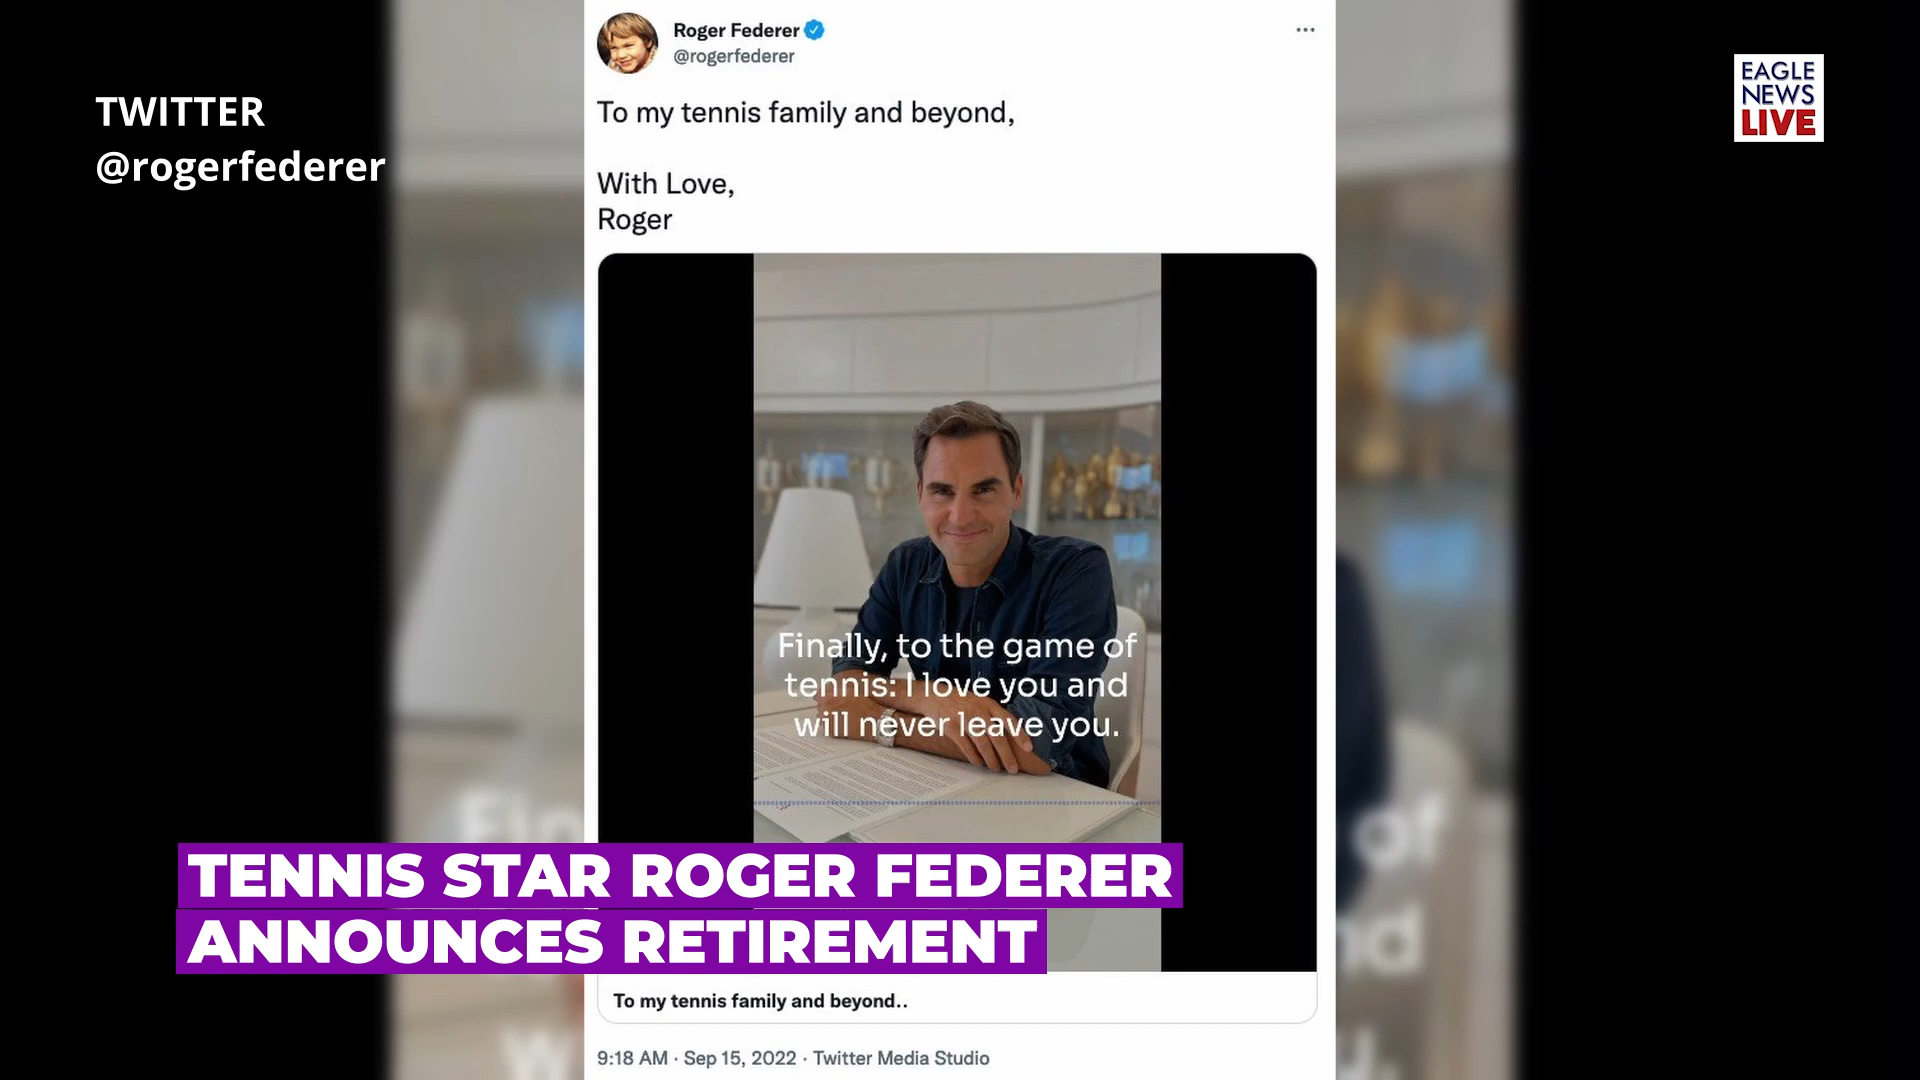 TWITTER
@rogerfederer
EAGLE
NEWS
LIVE
Roger Federer
@rogerfederer
To my tennis family and beyond,
With Love,
Roger
Finally, to the game of
tennis: I love you and
will never leave you.
TENNIS STAR ROGER FEDERER
ANNOUNCES RETIREMENT
To my tennis family and beyond..
9:18 AM · Sep 15, 2022 · Twitter Media Studio